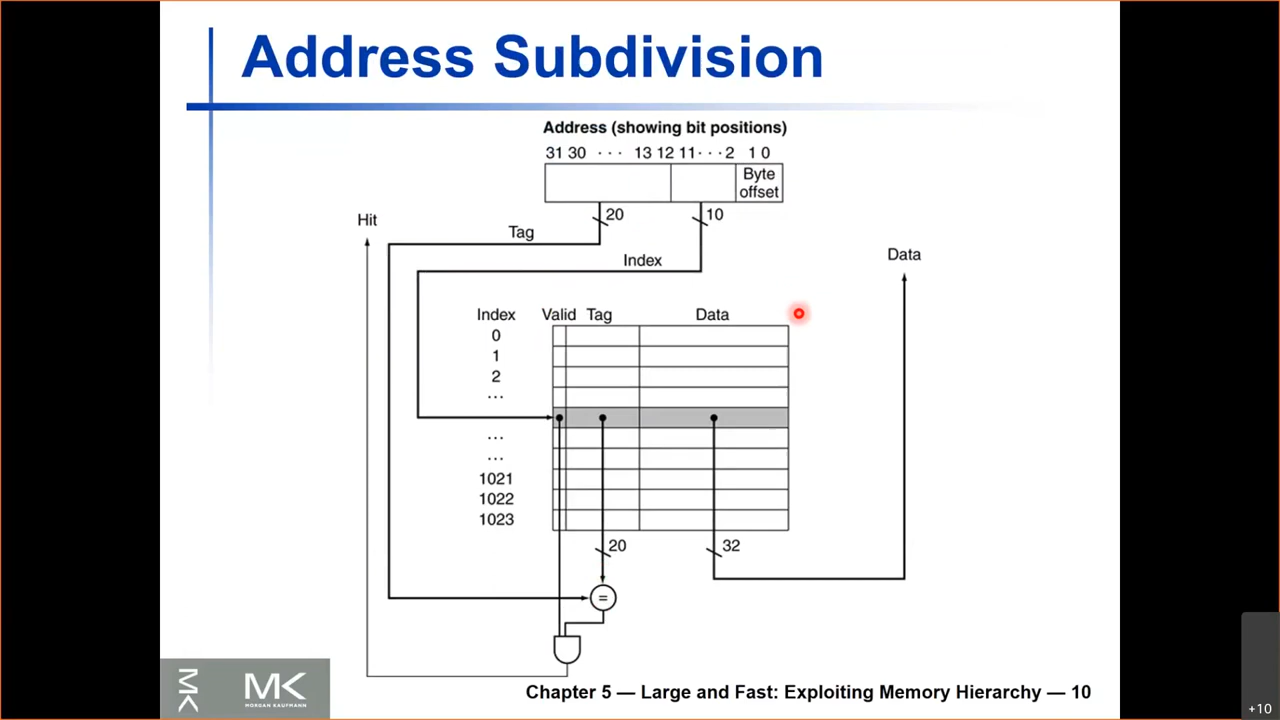 Address Subdivision
Address (showing bit positions)
31 30 · · · 13 12 11 · · · 2 1 0
Byte
offset
20
10
Hit
Tag
Index
Data
Index Valid Tag Data
0
1
2
...
...
...
1021
1022
1023
20
32
=
MK
MK
MORGAN KAUFMANN
Chapter 5 — Large and Fast: Exploiting Memory Hierarchy — 10
+10